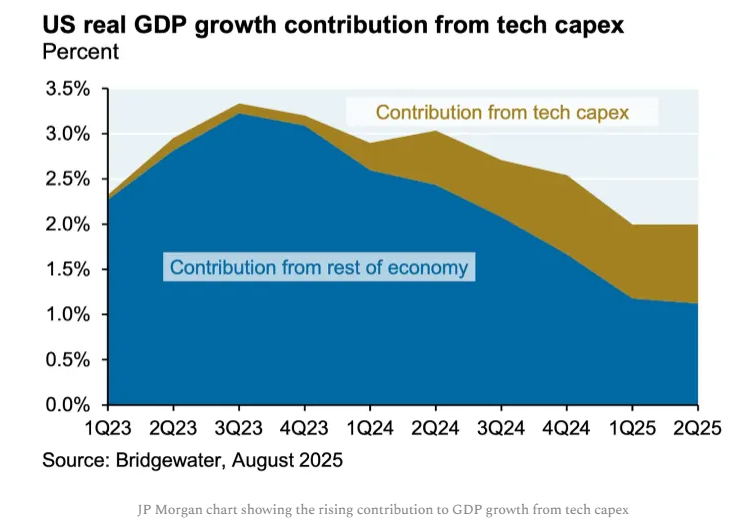 US real GDP growth contribution from tech capex
Percent
3.5%
3.0%
2.5%
2.0%
1.5%
1.0%
0.5%
0.0%
Contribution from tech capex
Contribution from rest of economy
1Q23 2Q23 3Q23 4Q23 1Q24 2Q24 3Q24 4Q24 1Q25 2Q25
Source: Bridgewater, August 2025
JP Morgan chart showing the rising contribution to GDP growth from tech capex